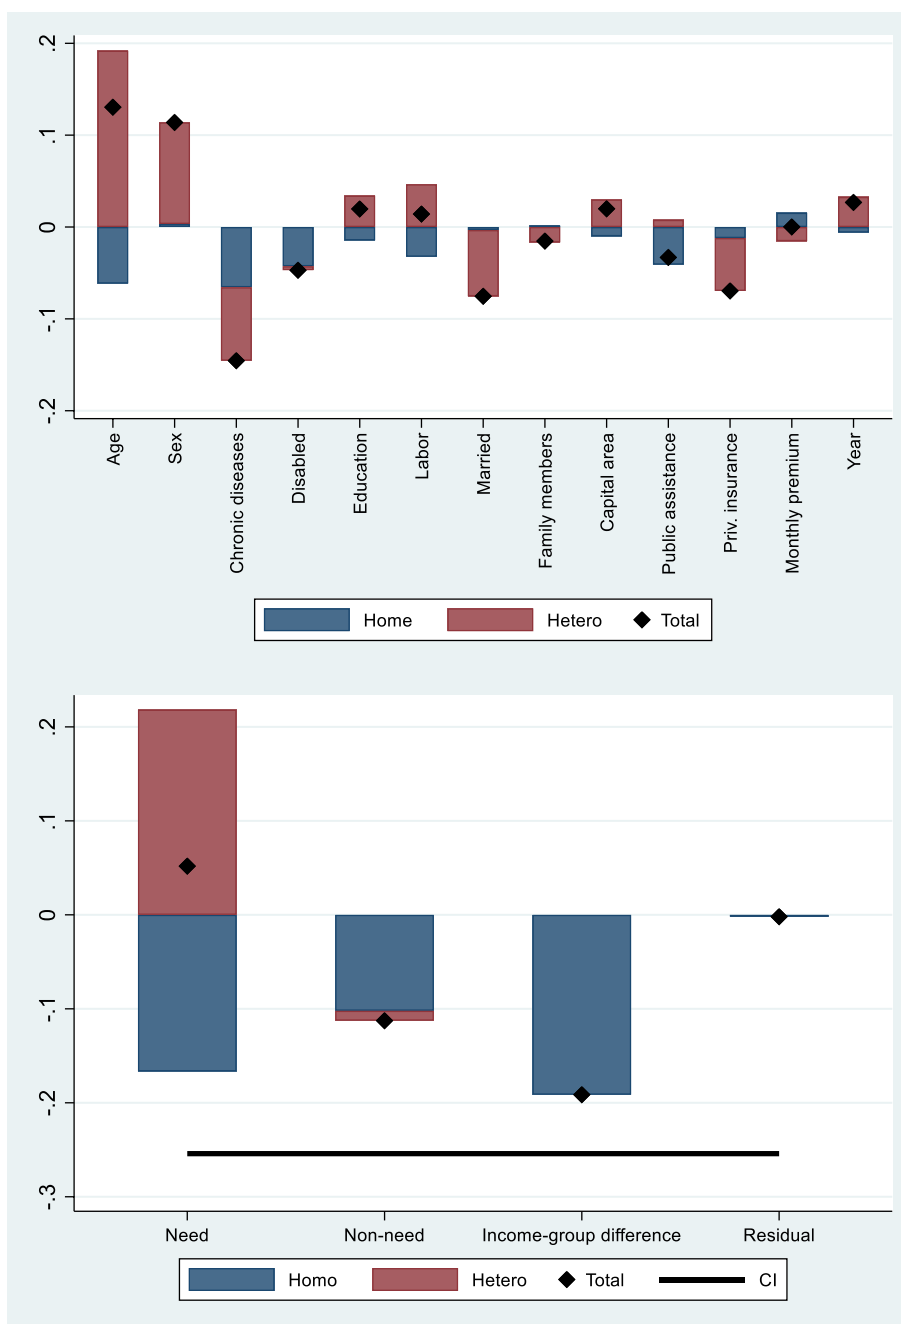 .2
.1
0
-.1
-.2
Age
Sex
Chronic diseases
Disabled
Education
Labor
Married
Family members
Capital area
Public assistance
Priv. insurance
Monthly premium
Year
Home Hetero Total
.2
.1
0
-.1
-.2
-.3
Need Non-need Income-group difference Residual
Homo Hetero Total CI